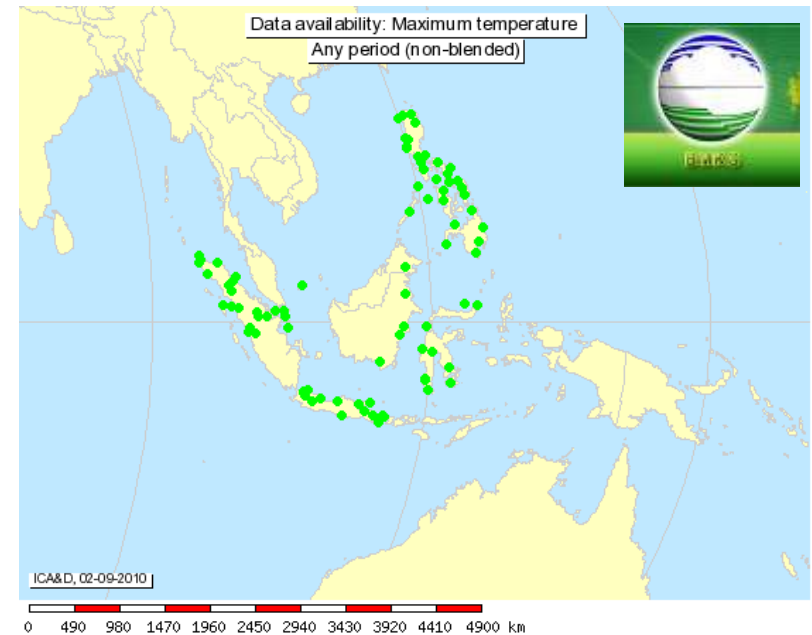 Data availability: Maximum temperature
Any period (non-blended)
ICA&D, 02-09-2010
0 490 980 1470 1960 2450 2940 3430 3920 4410 4900 km